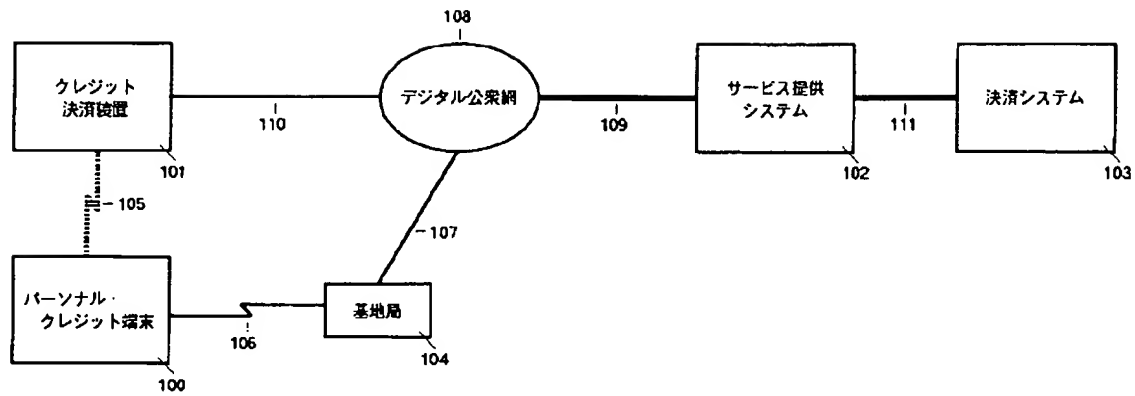 108
クレジット
決済装置
101
110
デジタル公衆網
109
サービス提供
システム
102
111
決済システム
103
105
107
パーソナル・
クレジット端末
100
106
基地局
104